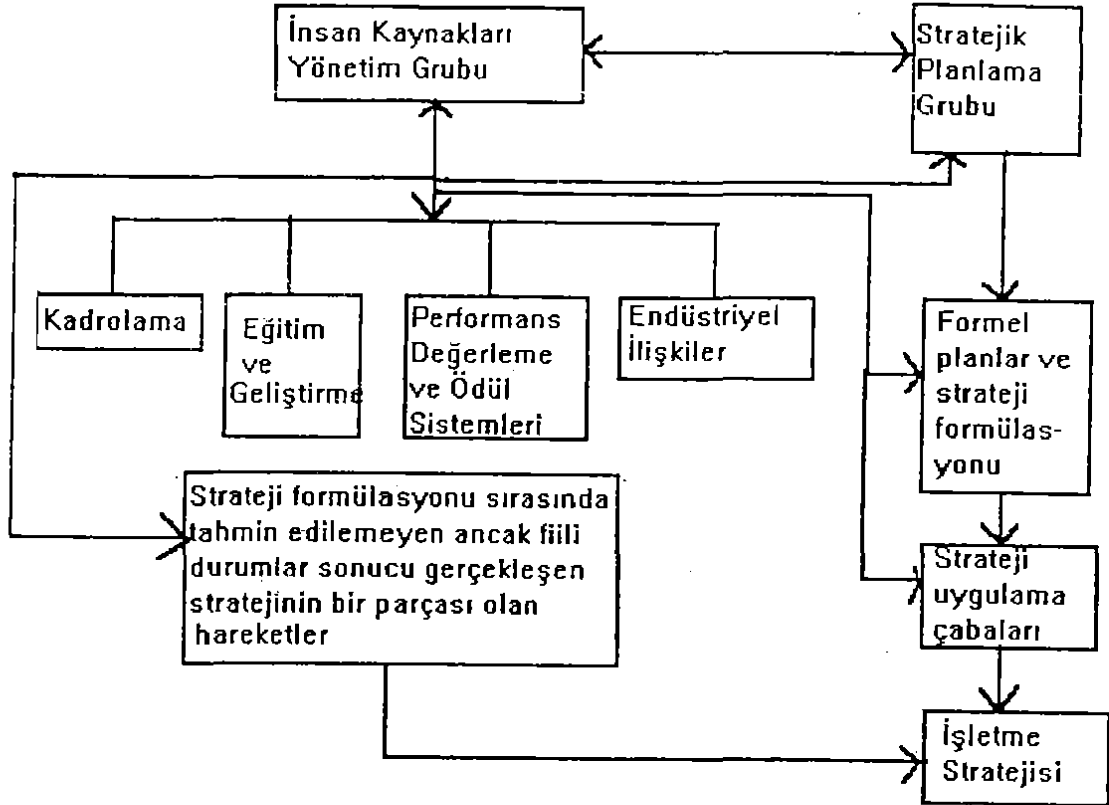 İnsan Kaynakları
Yönetim Grubu
Stratejik
Planlama
Grubu
Kadrolama
Eğitim
ve
Geliştirme
Performans
Değerleme
ve Ödül
Sistemleri
Endüstriyel
İlişkiler
Formel
planlar ve
strateji
formülas-
yonu
Strateji formülasyonu sırasında
tahmin edilemeyen ancak fiili
durumlar sonucu gerçekleşen
stratejinin bir parçası olan
hareketler
Strateji
uygulama
çabaları
İşletme
Stratejisi